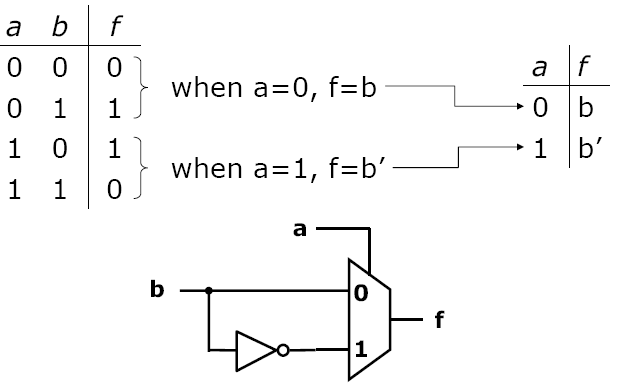 a b f
0 0 0
0 1 1
1 0 1
1 1 0
when a=0, f=b
when a=1, f=b′
a f
0 b
1 b′
a
b
0
f
1